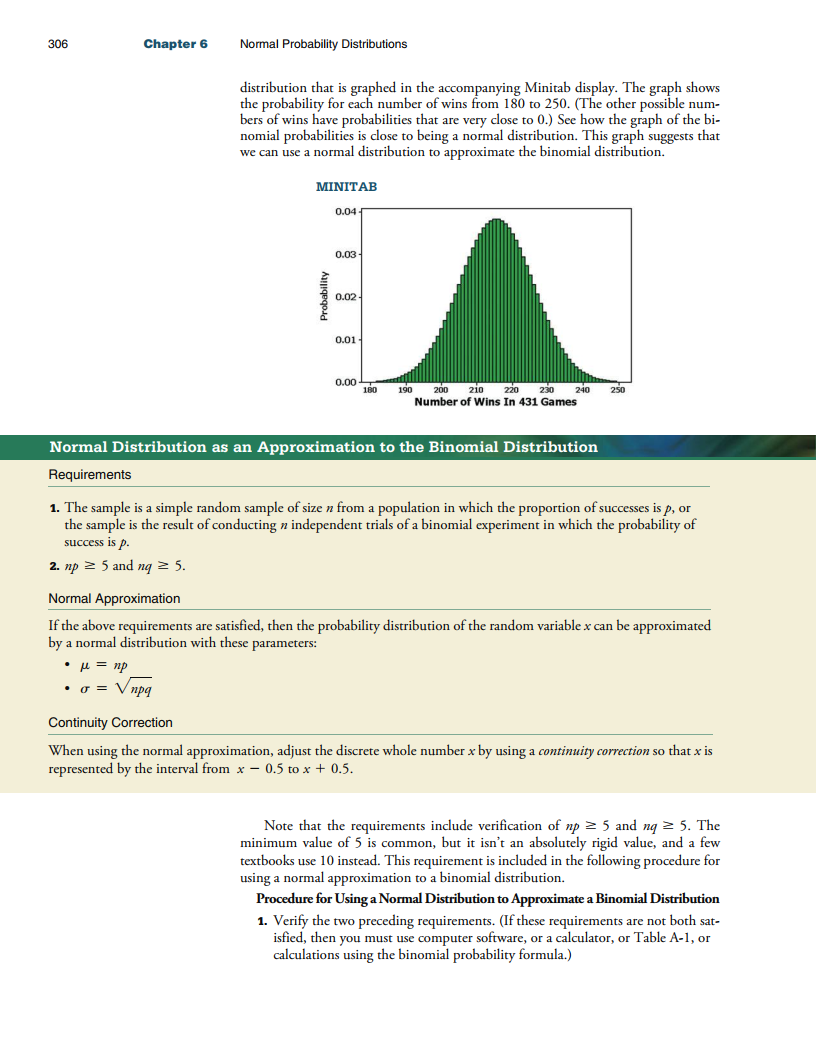 306 Chapter 6 Normal Probability Distributions
distribution that is graphed in the accompanying Minitab display. The graph shows
the probability for each number of wins from 180 to 250. (The other possible num-
bers of wins have probabilities that are very close to 0.) See how the graph of the bi-
nomial probabilities is close to being a normal distribution. This graph suggests that
we can use a normal distribution to approximate the binomial distribution.
MINITAB
0.04
0.03
0.02
0.01
0.00
Probability
180 190 200 210 220 230 240 250
Number of Wins In 431 Games
Normal Distribution as an Approximation to the Binomial Distribution
Requirements
1. The sample is a simple random sample of size n from a population in which the proportion of successes is p, or
the sample is the result of conducting n independent trials of a binomial experiment in which the probability of
success is p.
2. np ≥ 5 and nq ≥ 5.
Normal Approximation
If the above requirements are satisfied, then the probability distribution of the random variable x can be approximated
by a normal distribution with these parameters:
• μ = np
• σ = √npq
Continuity Correction
When using the normal approximation, adjust the discrete whole number x by using a continuity correction so that x is
represented by the interval from x − 0.5 to x + 0.5.
Note that the requirements include verification of np ≥ 5 and nq ≥ 5. The
minimum value of 5 is common, but it isn't an absolutely rigid value, and a few
textbooks use 10 instead. This requirement is included in the following procedure for
using a normal approximation to a binomial distribution.
Procedure for Using a Normal Distribution to Approximate a Binomial Distribution
1. Verify the two preceding requirements. (If these requirements are not both sat-
isfied, then you must use computer software, or a calculator, or Table A-1, or
calculations using the binomial probability formula.)